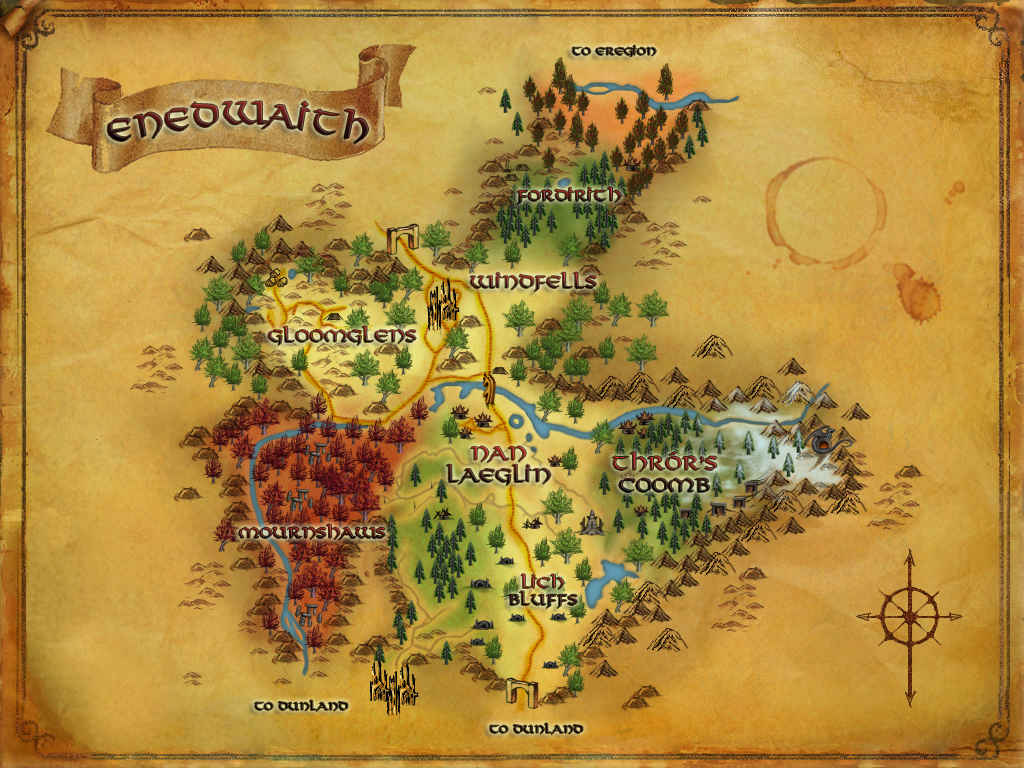 TO EREGION
ENEDWAITH
FORDIRITH
WINDFELLS
GLOOMGLENS
NAN
LAEGLIN
THRÓR'S
COOMB
MOURNSHAWS
LICH
BLUFFS
TO DUNLAND
TO DUNLAND